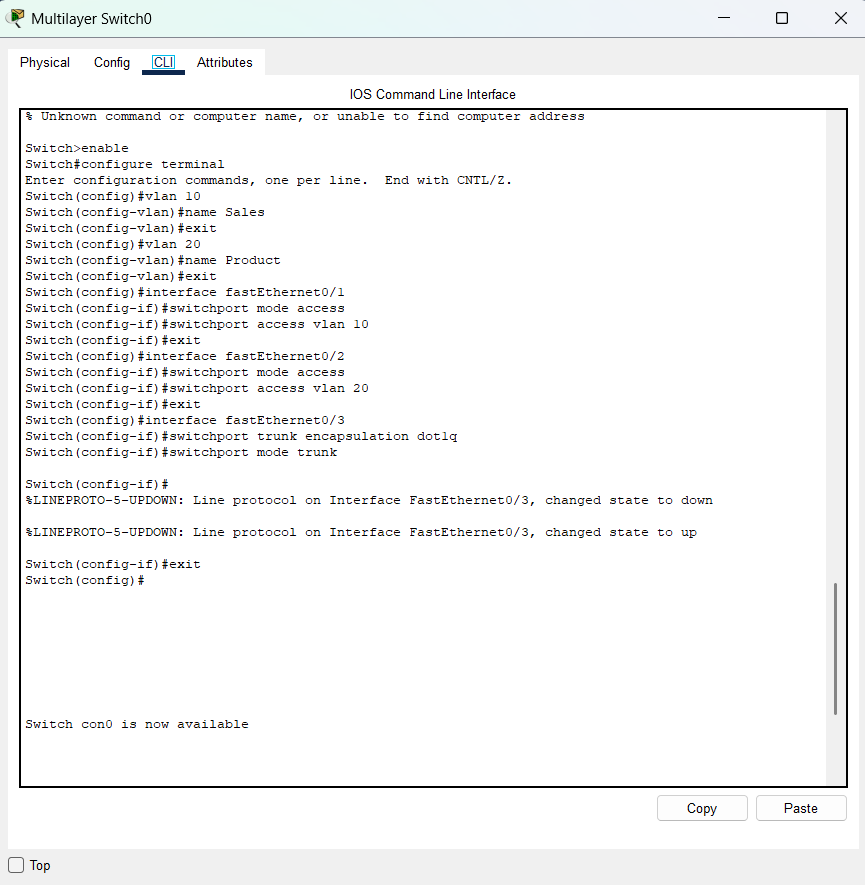 Multilayer Switch0
Physical Config CLI Attributes
IOS Command Line Interface
% Unknown command or computer name, or unable to find computer address
Switch>enable
Switch#configure terminal
Enter configuration commands, one per line.  End with CNTL/Z.
Switch(config)#vlan 10
Switch(config-vlan)#name Sales
Switch(config-vlan)#exit
Switch(config)#vlan 20
Switch(config-vlan)#name Product
Switch(config-vlan)#exit
Switch(config)#interface fastEthernet0/1
Switch(config-if)#switchport mode access
Switch(config-if)#switchport access vlan 10
Switch(config-if)#exit
Switch(config)#interface fastEthernet0/2
Switch(config-if)#switchport mode access
Switch(config-if)#switchport access vlan 20
Switch(config-if)#exit
Switch(config)#interface fastEthernet0/3
Switch(config-if)#switchport trunk encapsulation dot1q
Switch(config-if)#switchport mode trunk
Switch(config-if)#
%LINEPROTO-5-UPDOWN: Line protocol on Interface FastEthernet0/3, changed state to down
%LINEPROTO-5-UPDOWN: Line protocol on Interface FastEthernet0/3, changed state to up
Switch(config-if)#exit
Switch(config)#
Switch con0 is now available
Copy Paste
Top